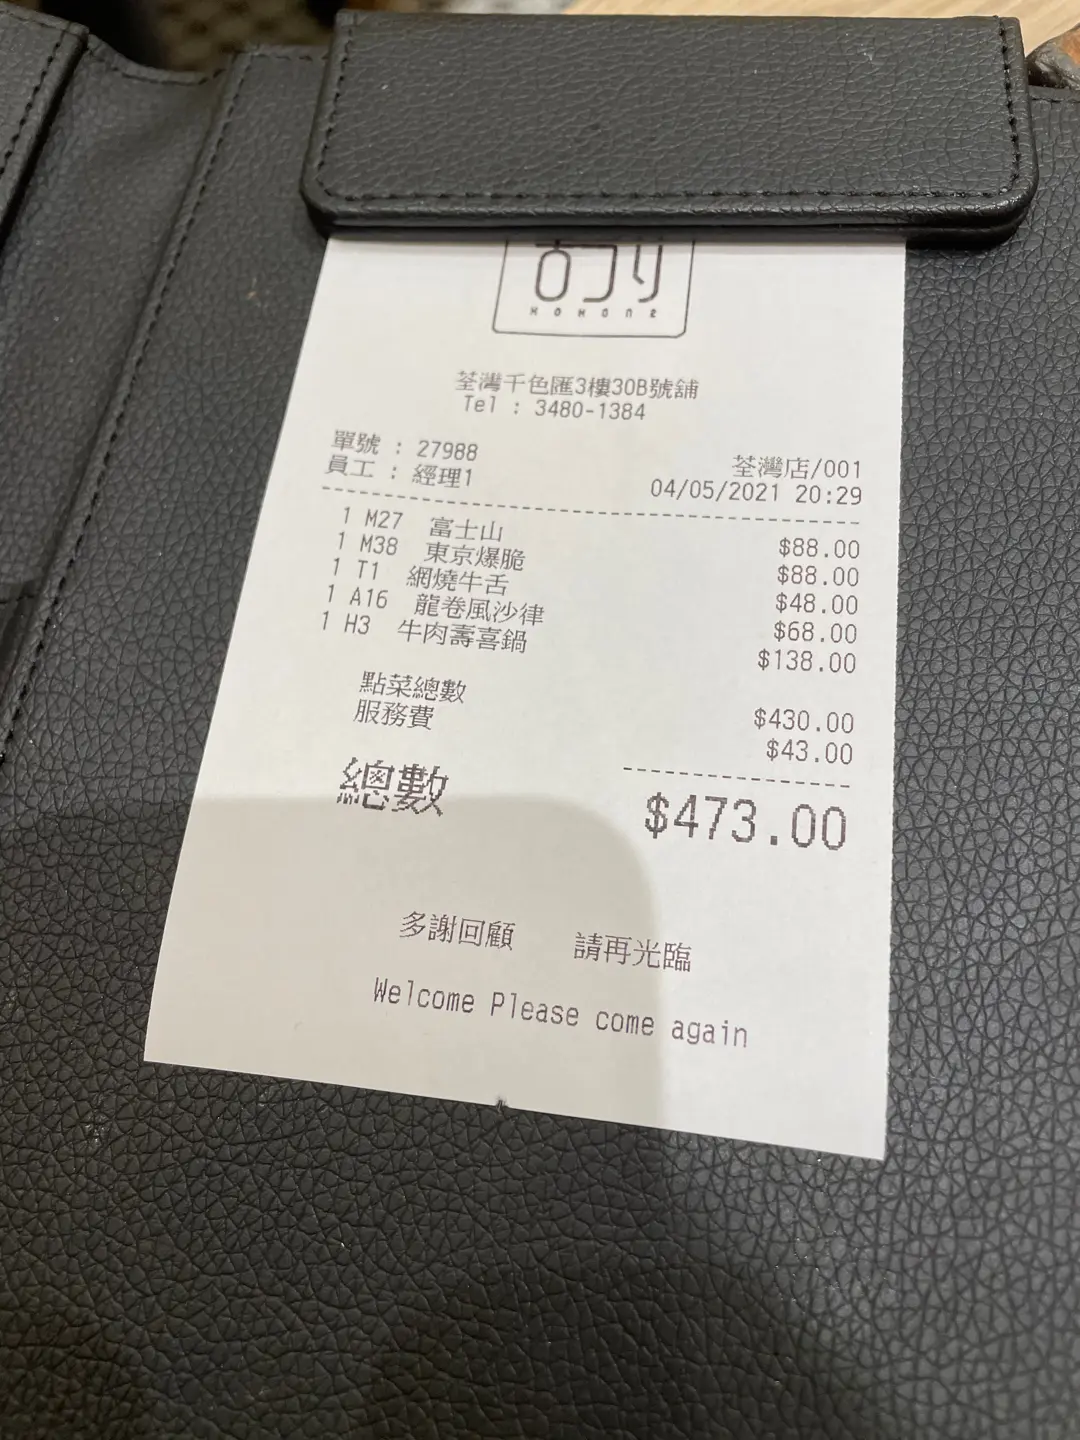 KOKONE
荃灣千色匯3樓30B號舖
Tel : 3480-1384
單號 : 27988
荃灣店/001
員工 : 經理1
04/05/2021 20:29
1 M27 富士山 $88.00
1 M38 東京爆脆 $88.00
1 T1 網燒牛舌 $48.00
1 A16 龍卷風沙律 $68.00
1 H3 牛肉壽喜鍋 $138.00
點菜總數 $430.00
服務費 $43.00
總數 $473.00
多謝回顧 請再光臨
Welcome Please come again